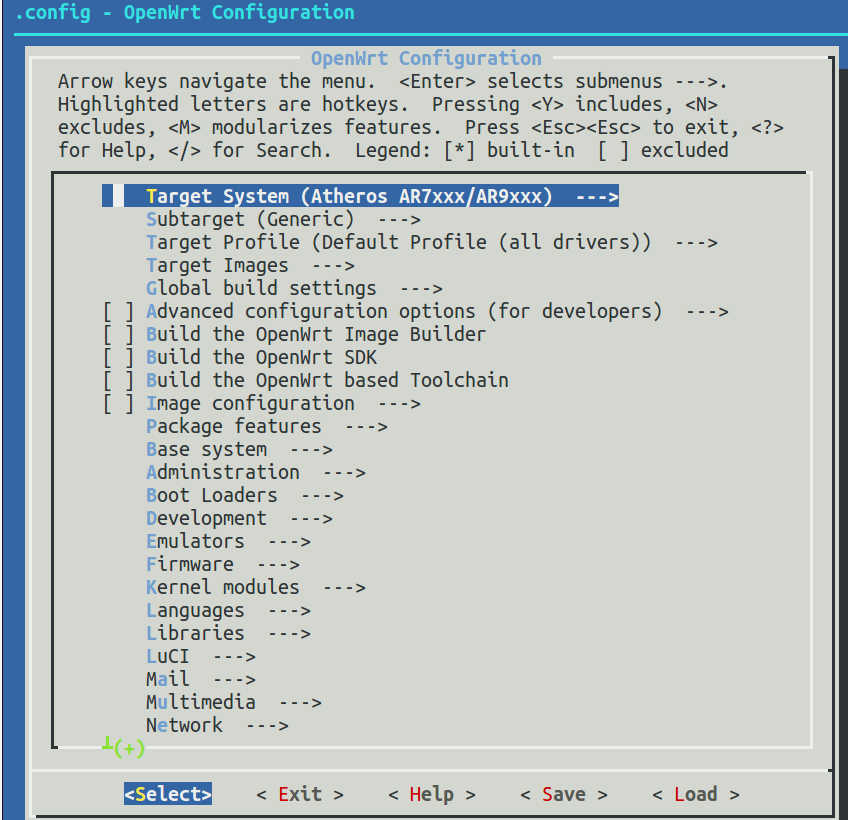 .config - OpenWrt Configuration
OpenWrt Configuration
Arrow keys navigate the menu.  <Enter> selects submenus --->.
Highlighted letters are hotkeys.  Pressing <Y> includes, <N>
excludes, <M> modularizes features.  Press <Esc><Esc> to exit, <?>
for Help, </> for Search.  Legend: [*] built-in  [ ] excluded
Target System (Atheros AR7xxx/AR9xxx)  --->
Subtarget (Generic)  --->
Target Profile (Default Profile (all drivers))  --->
Target Images  --->
Global build settings  --->
[ ] Advanced configuration options (for developers)  --->
[ ] Build the OpenWrt Image Builder
[ ] Build the OpenWrt SDK
[ ] Build the OpenWrt based Toolchain
[ ] Image configuration  --->
Package features  --->
Base system  --->
Administration  --->
Boot Loaders  --->
Development  --->
Emulators  --->
Firmware  --->
Kernel modules  --->
Languages  --->
Libraries  --->
LuCI  --->
Mail  --->
Multimedia  --->
Network  --->
┴(+)
<Select>    < Exit >    < Help >    < Save >    < Load >